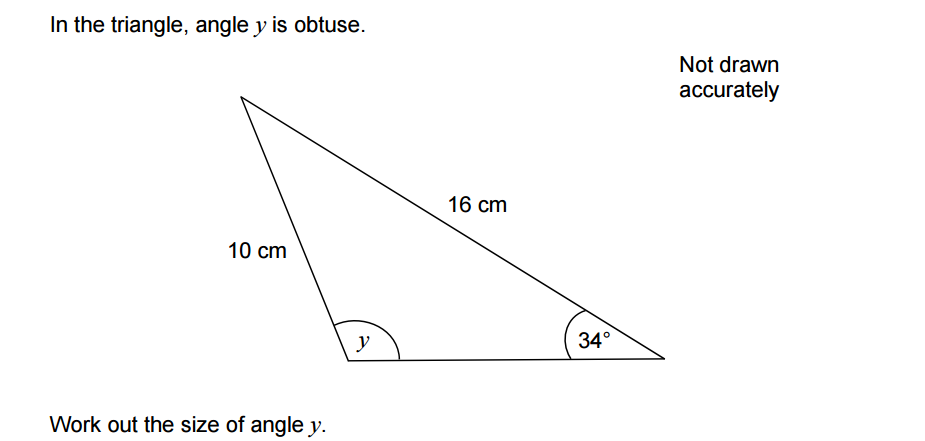 In the triangle, angle y is obtuse.
Not drawn
accurately
16 cm
10 cm
y
34°
Work out the size of angle y.